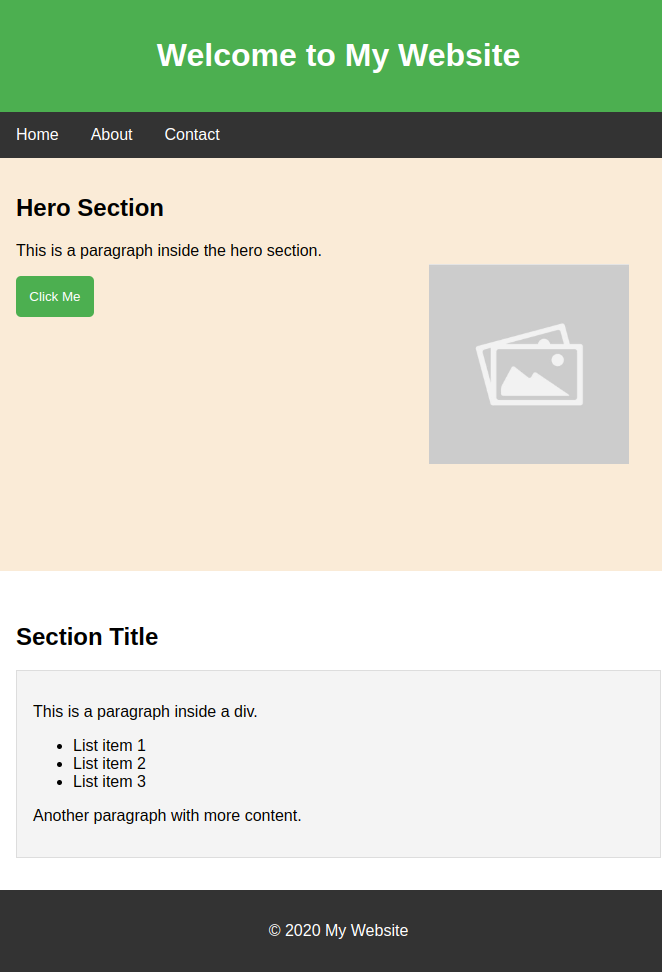 Welcome to My Website
Home About Contact
Hero Section
This is a paragraph inside the hero section.
Click Me
Section Title
This is a paragraph inside a div.
• List item 1
• List item 2
• List item 3
Another paragraph with more content.
© 2020 My Website